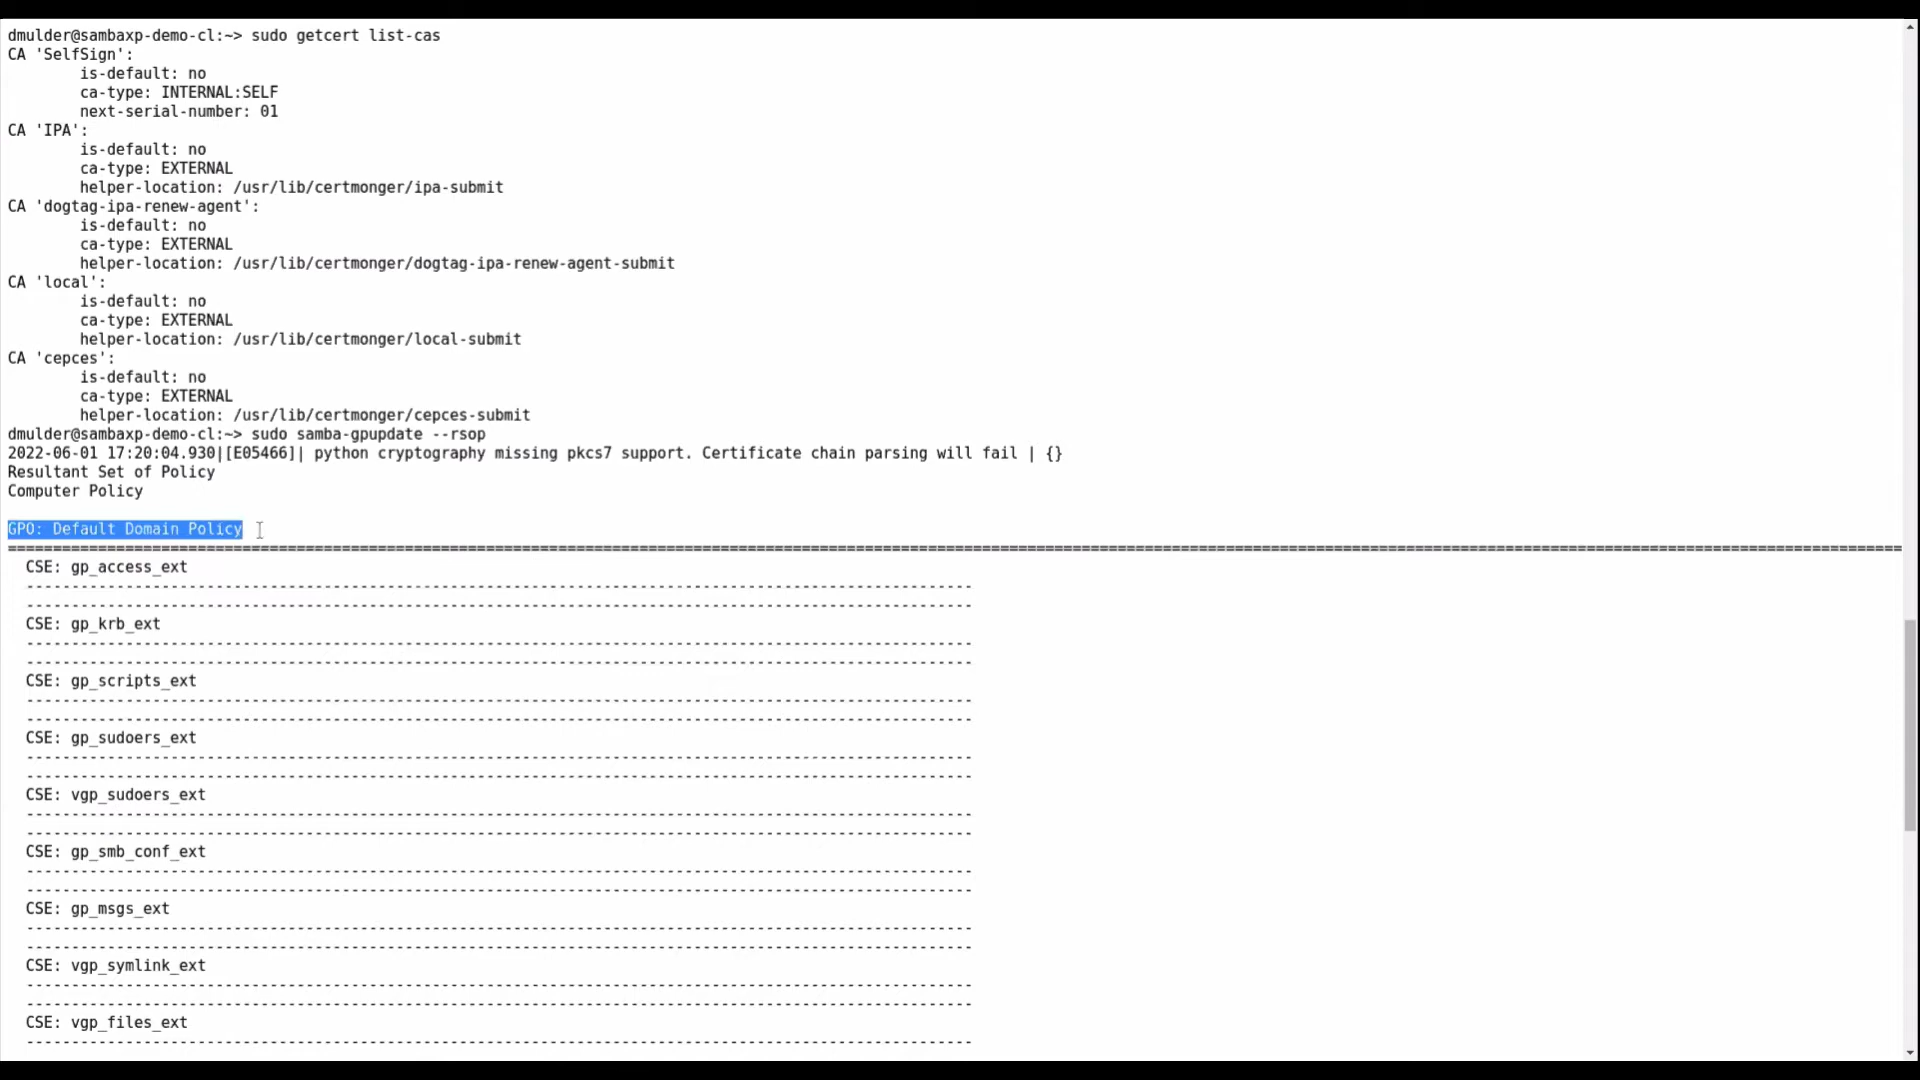 dmulder@sambaxp-demo-cl:~> sudo getcert list-cas
CA 'SelfSign':
        is-default: no
        ca-type: INTERNAL:SELF
        next-serial-number: 01
CA 'IPA':
        is-default: no
        ca-type: EXTERNAL
        helper-location: /usr/lib/certmonger/ipa-submit
CA 'dogtag-ipa-renew-agent':
        is-default: no
        ca-type: EXTERNAL
        helper-location: /usr/lib/certmonger/dogtag-ipa-renew-agent-submit
CA 'local':
        is-default: no
        ca-type: EXTERNAL
        helper-location: /usr/lib/certmonger/local-submit
CA 'cepces':
        is-default: no
        ca-type: EXTERNAL
        helper-location: /usr/lib/certmonger/cepces-submit
dmulder@sambaxp-demo-cl:~> sudo samba-gpupdate --rsop
2022-06-01 17:20:04.930|[E05466]| python cryptography missing pkcs7 support. Certificate chain parsing will fail | {}
Resultant Set of Policy
Computer Policy

GPO: Default Domain Policy
==================================================================================================================================================================================================================
  CSE: gp_access_ext
  ---------------------------------------------------------------------------------------------------------
  ---------------------------------------------------------------------------------------------------------
  CSE: gp_krb_ext
  ---------------------------------------------------------------------------------------------------------
  ---------------------------------------------------------------------------------------------------------
  CSE: gp_scripts_ext
  ---------------------------------------------------------------------------------------------------------
  ---------------------------------------------------------------------------------------------------------
  CSE: gp_sudoers_ext
  ---------------------------------------------------------------------------------------------------------
  ---------------------------------------------------------------------------------------------------------
  CSE: vgp_sudoers_ext
  ---------------------------------------------------------------------------------------------------------
  ---------------------------------------------------------------------------------------------------------
  CSE: gp_smb_conf_ext
  ---------------------------------------------------------------------------------------------------------
  ---------------------------------------------------------------------------------------------------------
  CSE: gp_msgs_ext
  ---------------------------------------------------------------------------------------------------------
  ---------------------------------------------------------------------------------------------------------
  CSE: vgp_symlink_ext
  ---------------------------------------------------------------------------------------------------------
  ---------------------------------------------------------------------------------------------------------
  CSE: vgp_files_ext
  ---------------------------------------------------------------------------------------------------------